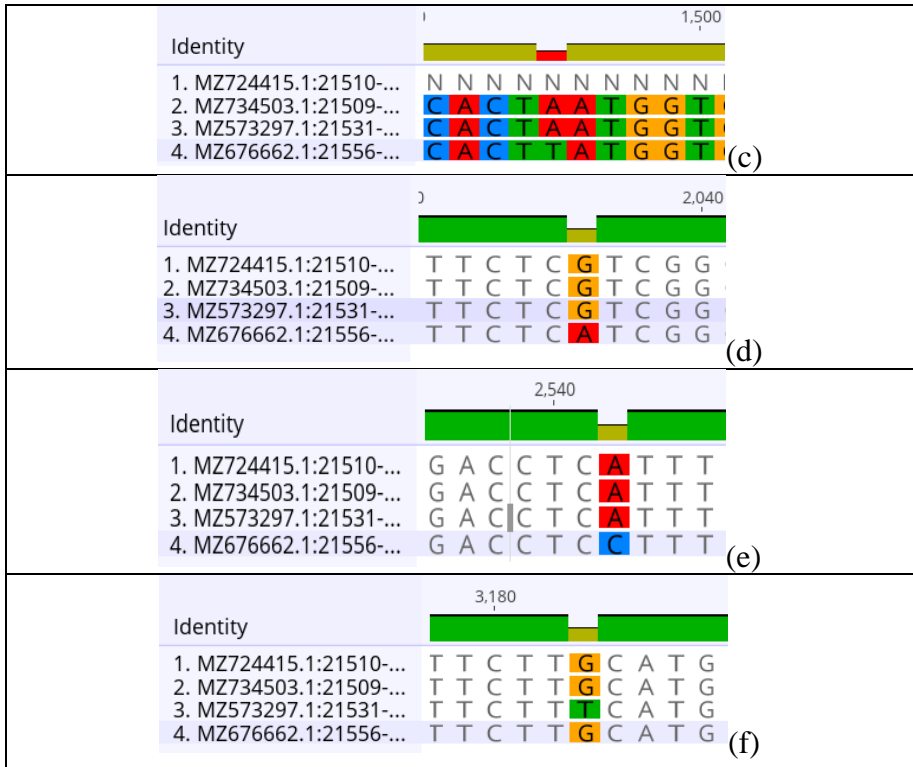 ) 1,500
Identity
1. MZ724415.1:21510-... N N N N N N N N N N
2. MZ734503.1:21509-... C A C T A A T G G T
3. MZ573297.1:21531-... C A C T A A T G G T
4. MZ676662.1:21556-... C A C T T A T G G T
(c)
2,040
Identity
1. MZ724415.1:21510-... T T C T C G T C G G
2. MZ734503.1:21509-... T T C T C G T C G G
3. MZ573297.1:21531-... T T C T C G T C G G
4. MZ676662.1:21556-... T T C T C A T C G G
(d)
2,540
Identity
1. MZ724415.1:21510-... G A C C T C A T T T
2. MZ734503.1:21509-... G A C C T C A T T T
3. MZ573297.1:21531-... G A C C T C A T T T
4. MZ676662.1:21556-... G A C C T C C T T T
(e)
3,180
Identity
1. MZ724415.1:21510-... T T C T T G C A T G
2. MZ734503.1:21509-... T T C T T G C A T G
3. MZ573297.1:21531-... T T C T T T C A T G
4. MZ676662.1:21556-... T T C T T G C A T G
(f)